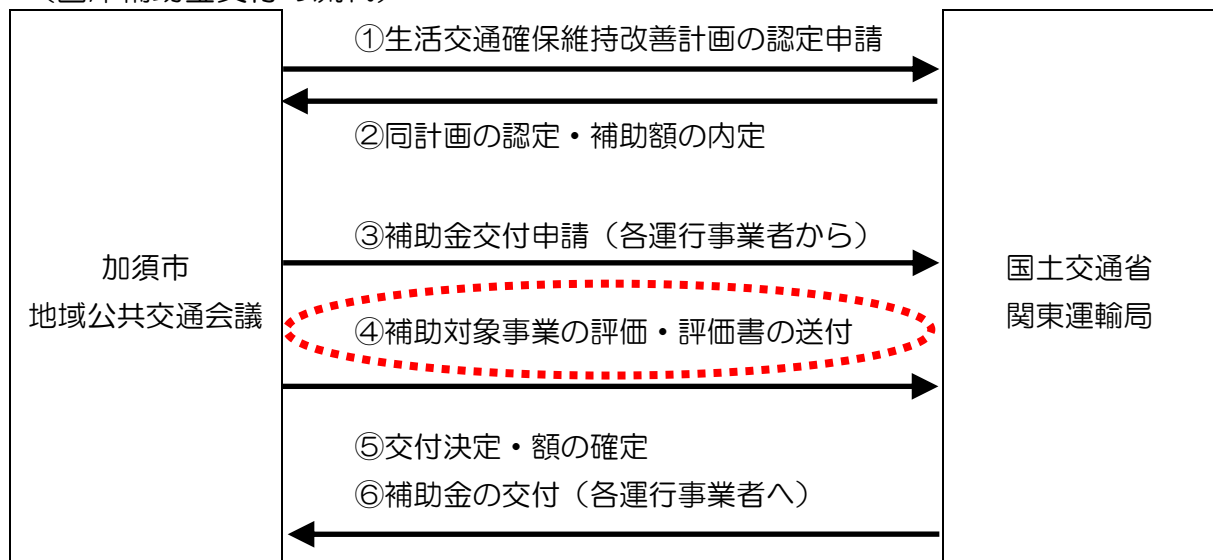 ①生活交通確保維持改善計画の認定申請
②同計画の認定・補助額の内定
③補助金交付申請（各運行事業者から）
加須市
地域公共交通会議
国土交通省
関東運輸局
④補助対象事業の評価・評価書の送付
⑤交付決定・額の確定
⑥補助金の交付（各運行事業者へ）